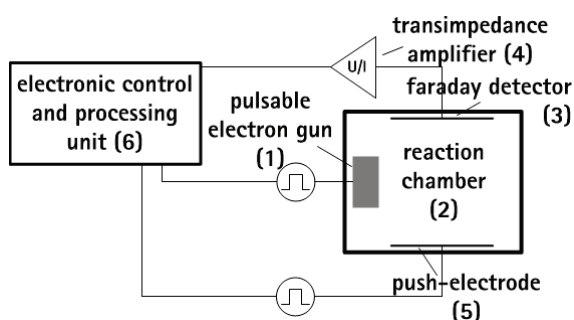 transimpedance
amplifier (4)
U/I
faraday detector
(3)
electronic control
and processing
unit (6)
pulsable
electron gun
(1)
reaction
chamber
(2)
push-electrode
(5)